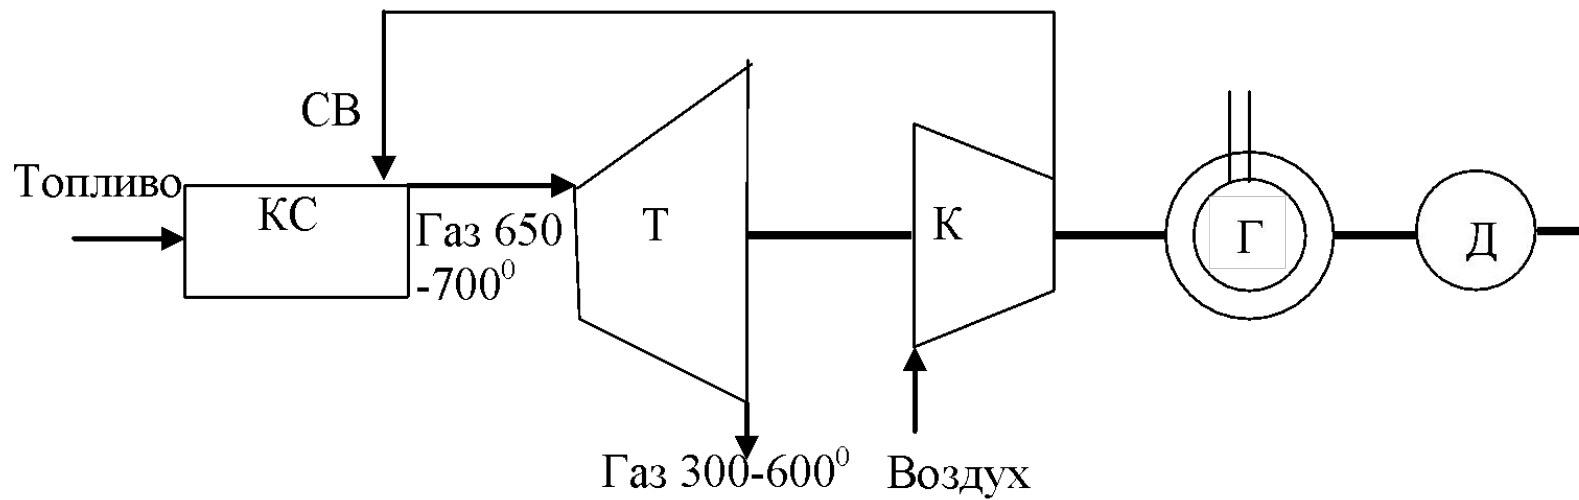 СВ
Топливо
КС
Газ 650
-700⁰
Т
К
Г
Д
Газ 300-600⁰
Воздух